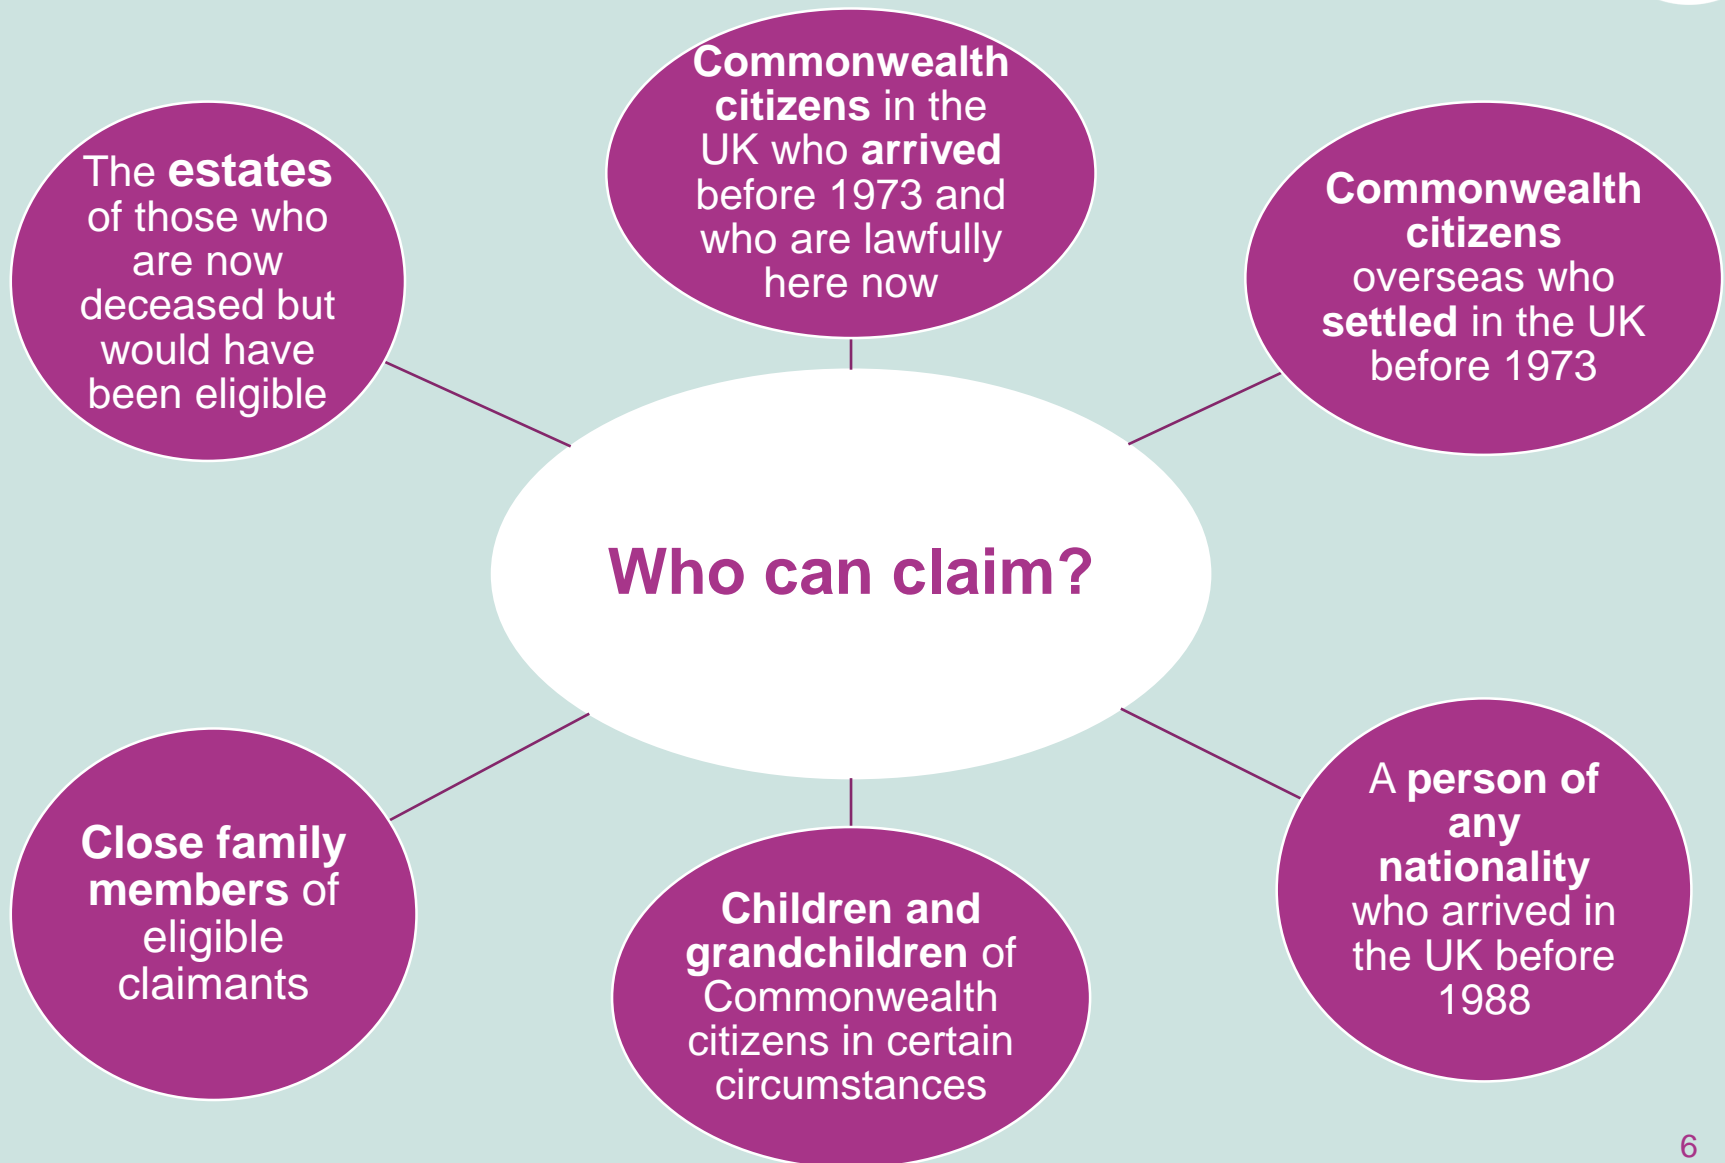 Commonwealth
citizens in the
UK who arrived
before 1973 and
who are lawfully
here now
The estates
of those who
are now
deceased but
would have
been eligible
Commonwealth
citizens
overseas who
settled in the UK
before 1973
Who can claim?
Close family
members of
eligible
claimants
Children and
grandchildren of
Commonwealth
citizens in certain
circumstances
A person of
any
nationality
who arrived in
the UK before
1988
6